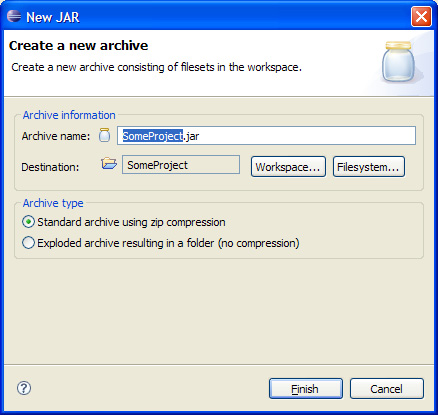 New JAR
Create a new archive
Create a new archive consisting of filesets in the workspace.
Archive information
Archive name: SomeProject.jar
Destination: SomeProject Workspace... Filesystem...
Archive type
Standard archive using zip compression
Exploded archive resulting in a folder (no compression)
? Finish Cancel